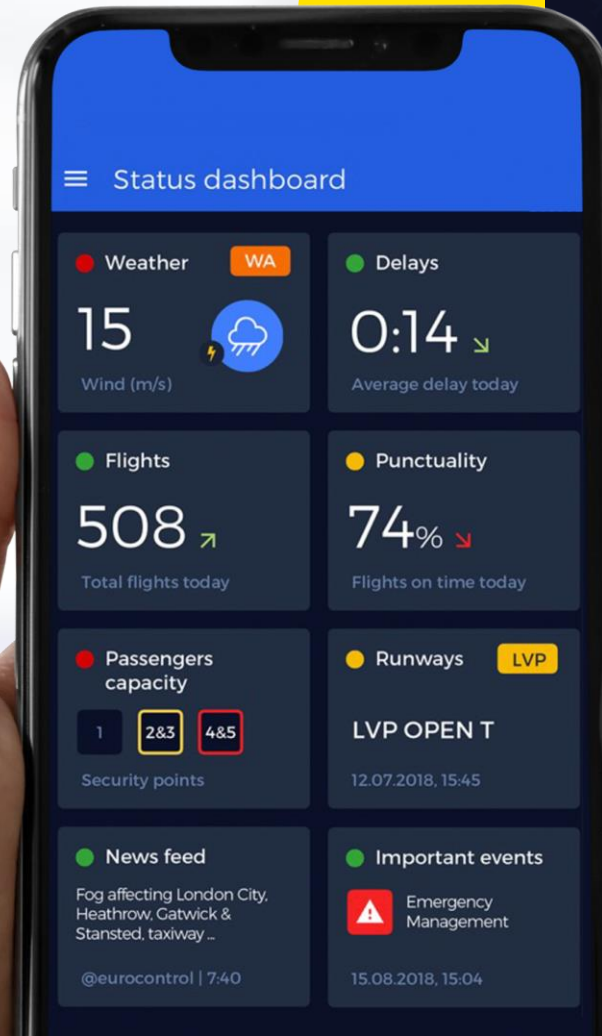 Status dashboard
Weather
WA
15
Wind (m/s)
Delays
0:14
Average delay today
Flights
508
Total flights today
Punctuality
74%
Flights on time today
Passengers
capacity
1
2&3
4&5
Security points
Runways
LVP
LVP OPEN T
12.07.2018, 15:45
News feed
Fog affecting London City,
Heathrow, Gatwick &
Stansted, taxiway ...
@eurocontrol | 7:40
Important events
Emergency
Management
15.08.2018, 15:04